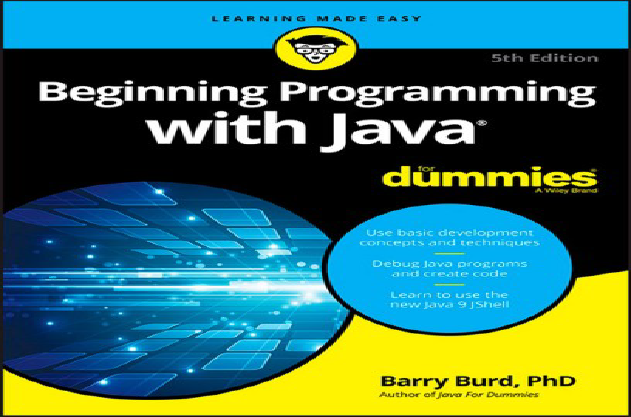 LEARNING MADE EASY
5th Edition
Beginning Programming
with Java®
for
dummies®
A Wiley Brand
Use basic development
concepts and techniques
Debug Java programs
and create code
Learn to use the
new Java 9 JShell
Barry Burd, PhD
Author of Java For Dummies